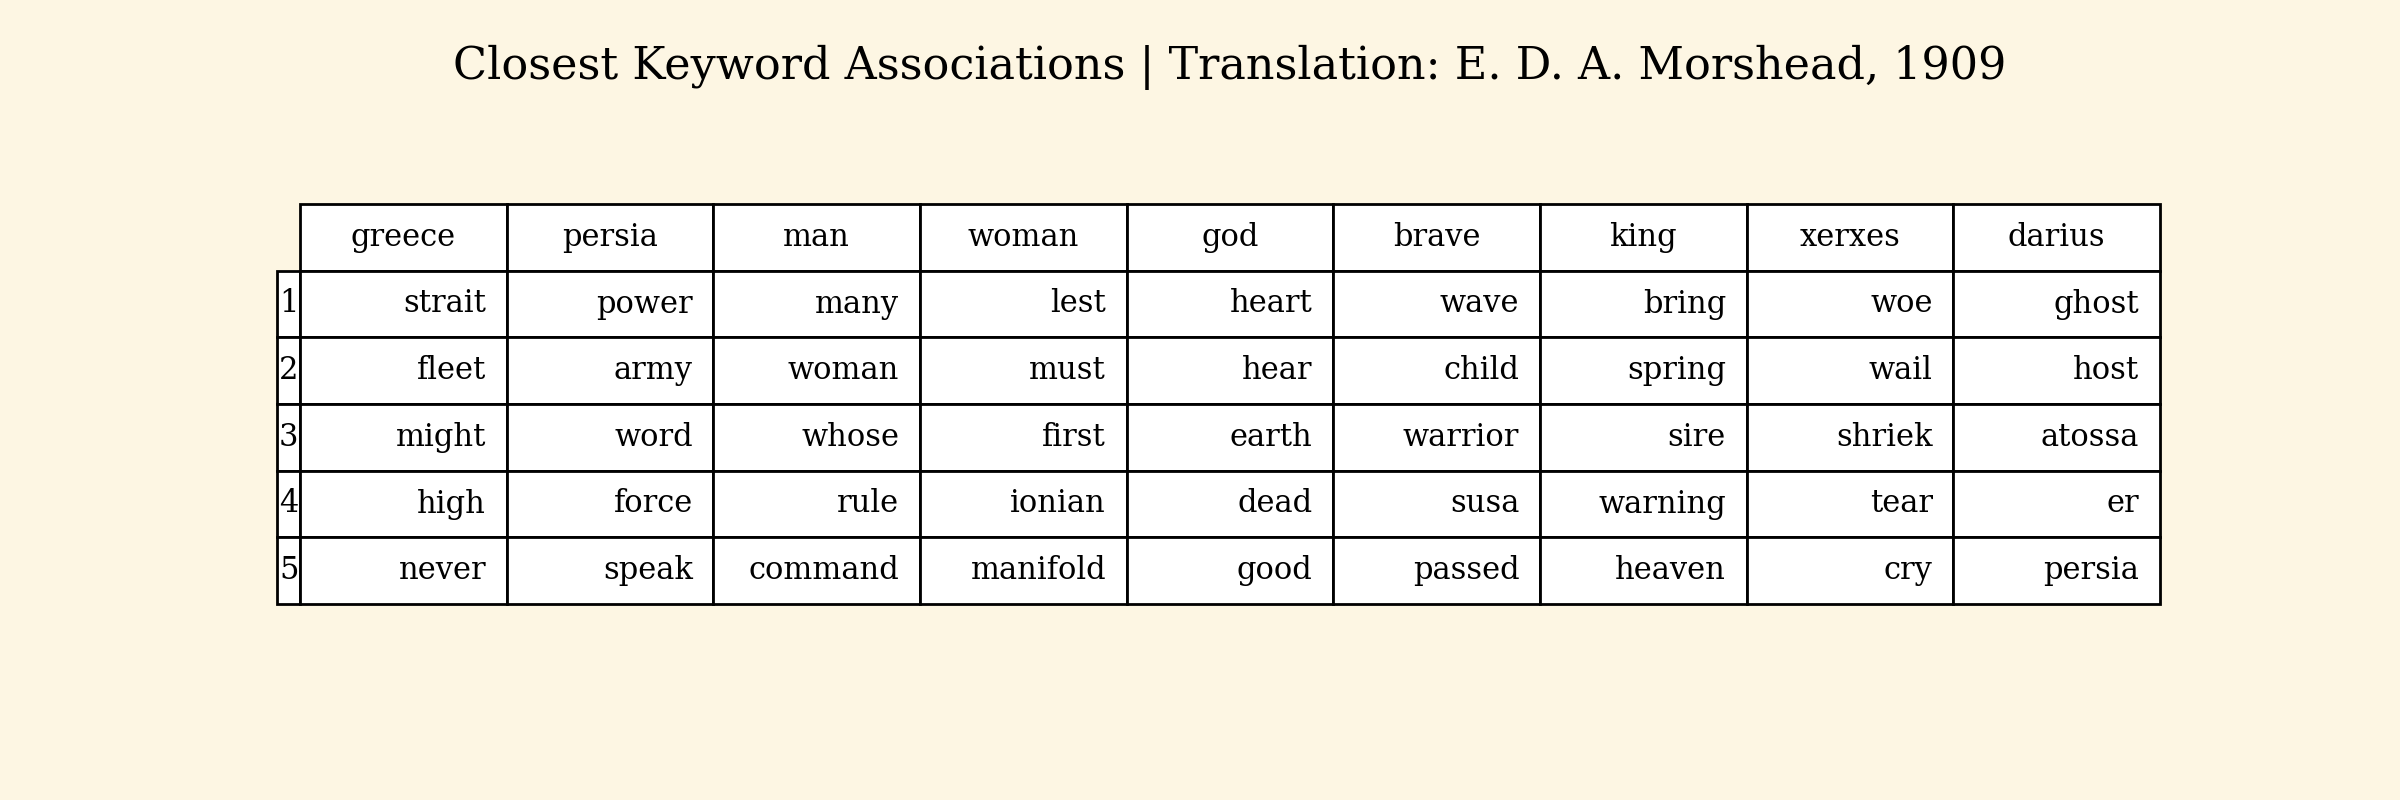 Closest Keyword Associations | Translation: E. D. A. Morshead, 1909
greece persia man woman god brave king xerxes darius
1 strait power many lest heart wave bring woe ghost
2 fleet army woman must hear child spring wail host
3 might word whose first earth warrior sire shriek atossa
4 high force rule ionian dead susa warning tear er
5 never speak command manifold good passed heaven cry persia